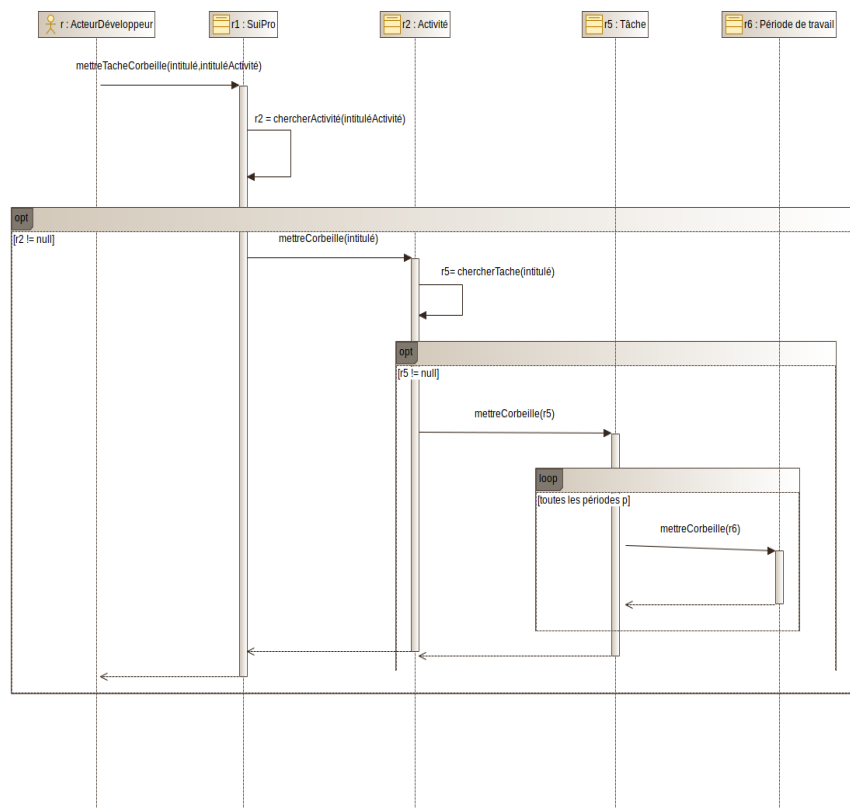 r : ActeurDéveloppeur
r1 : SuiPro
r2 : Activité
r5 : Tâche
r6 : Période de travail
mettreTacheCorbeille(intitulé,intituléActivité)
r2 = chercherActivité(intituléActivité)
opt
[r2 != null]
mettreCorbeille(intitulé)
r5= chercherTache(intitulé)
opt
[r5 != null]
mettreCorbeille(r5)
loop
[toutes les périodes p]
mettreCorbeille(r6)